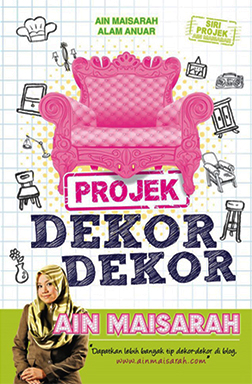 AIN MAISARAH
ALAM ANUAR
SIRI
PROJEK
PROJEK
DEKOR
DEKOR
AIN MAISARAH
"Dapatkan lebih banyak tip dekor-dekor di blog,
www.ainmaisarah.com"